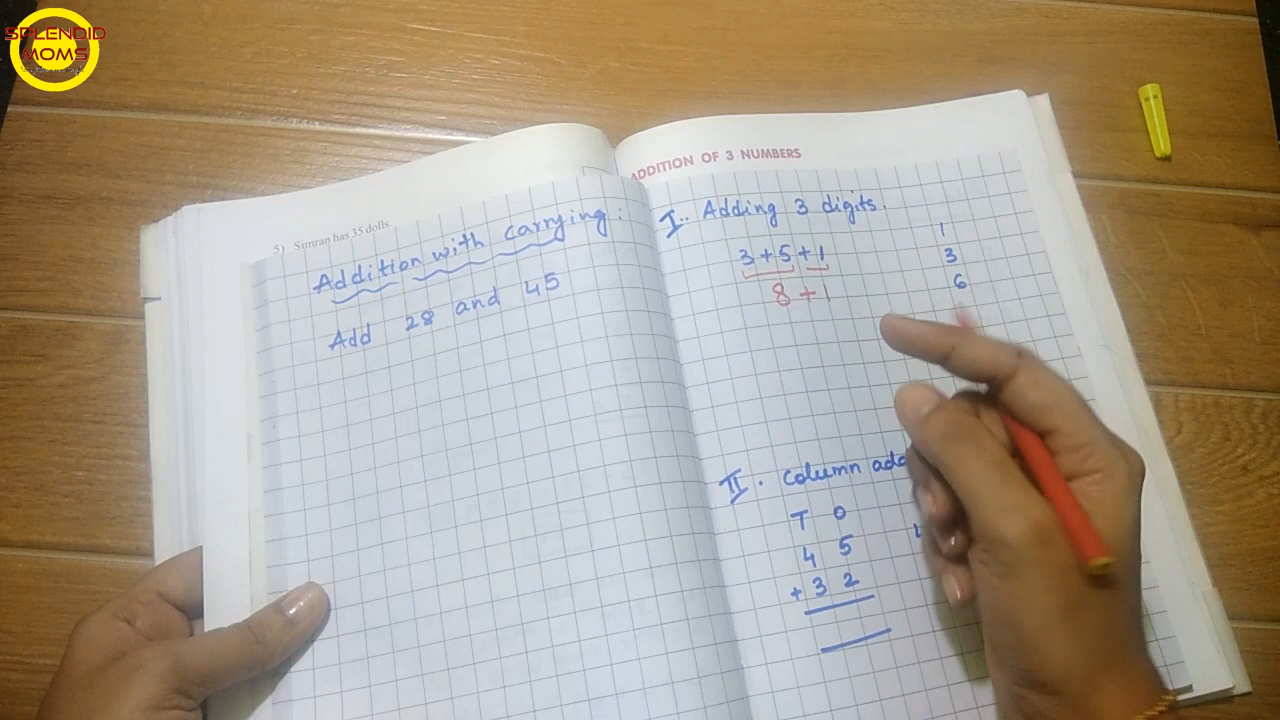 SPLENDID
MOMS
5) Simran has 35 dolls.
Addition with carrying:
Add 28 and 45
ADDITION OF 3 NUMBERS
I. Adding 3 digits.
3+5+1
8+1
1
3
6
II. Column
T O
4 5
+ 3 2